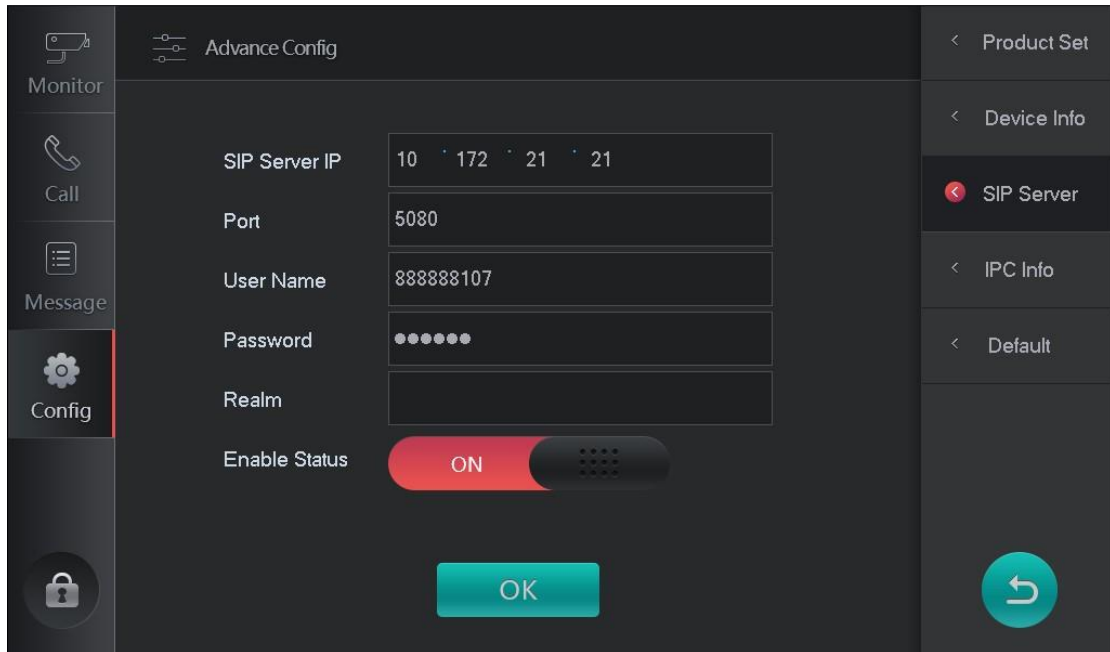 Monitor
Call
Message
Config
Advance Config
SIP Server IP 10 . 172 . 21 . 21
Port 5080
User Name 888888107
Password ●●●●●●
Realm
Enable Status ON
OK
Product Set
Device Info
SIP Server
IPC Info
Default